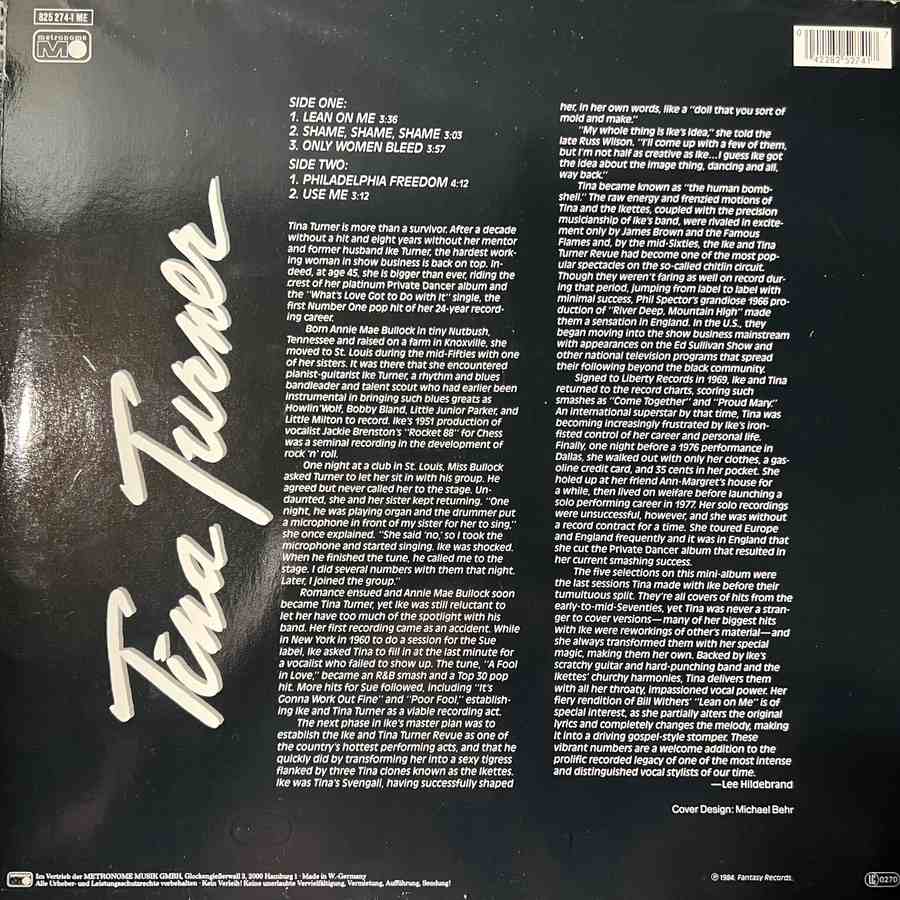 825 274-1 ME
metronome
0
7
42282 52741
SIDE ONE:
1. LEAN ON ME 3:36
2. SHAME, SHAME, SHAME 3:03
3. ONLY WOMEN BLEED 3:57
SIDE TWO:
1. PHILADELPHIA FREEDOM 4:12
2. USE ME 3:12
Tina Turner
Tina Turner is more than a survivor. After a decade
without a hit and eight years without her mentor
and former husband Ike Turner, the hardest work-
ing woman in show business is back on top. In-
deed, at age 45, she is bigger than ever, riding the
crest of her platinum Private Dancer album and
the "What's Love Got to Do with It" single, the
first Number One pop hit of her 24-year record-
ing career.
Born Annie Mae Bullock in tiny Nutbush,
Tennessee and raised on a farm in Knoxville, she
moved to St. Louis during the mid-Fifties with one
of her sisters. It was there that she encountered
pianist-guitarist Ike Turner, a rhythm and blues
bandleader and talent scout who had earlier been
instrumental in bringing such blues greats as
Howlin' Wolf, Bobby Bland, Little Junior Parker, and
Little Milton to record. Ike's 1951 production of
vocalist Jackie Brenston's "Rocket 88" for Chess
was a seminal recording in the development of
rock 'n' roll.
One night at a club in St. Louis, Miss Bullock
asked Turner to let her sit in with his group. He
agreed but never called her to the stage. Un-
daunted, she and her sister kept returning. "One
night, he was playing organ and the drummer put
a microphone in front of my sister for her to sing,"
she once explained. "She said 'no,' so I took the
microphone and started singing. Ike was shocked.
When he finished the tune, he called me to the
stage. I did several numbers with them that night.
Later, I joined the group."
Romance ensued and Annie Mae Bullock soon
became Tina Turner, yet Ike was still reluctant to
let her have too much of the spotlight with his
band. Her first recording came as an accident. While
in New York in 1960 to do a session for the Sue
label, Ike asked Tina to fill in at the last minute for
a vocalist who failed to show up. The tune, "A Fool
in Love," became an R&B smash and a Top 30 pop
hit. More hits for Sue followed, including "It's
Gonna Work Out Fine" and "Poor Fool," establish-
ing Ike and Tina Turner as a viable recording act.
The next phase in Ike's master plan was to
establish the Ike and Tina Turner Revue as one of
the country's hottest performing acts, and that he
quickly did by transforming her into a sexy tigress
flanked by three Tina clones known as the Ikettes.
Ike was Tina's Svengali, having successfully shaped
her, in her own words, like a "doll that you sort of
mold and make."
"My whole thing is Ike's idea," she told the
late Russ Wilson, "I'll come up with a few of them,
but I'm not half as creative as Ike...I guess Ike got
the idea about the image thing, dancing and all,
way back."
Tina became known as "the human bomb-
shell." The raw energy and frenzied motions of
Tina and the Ikettes, coupled with the precision
musicianship of Ike's band, were rivaled in excite-
ment only by James Brown and the Famous
Flames and, by the mid-Sixties, the Ike and Tina
Turner Revue had become one of the most pop-
ular spectacles on the so-called chitlin circuit.
Though they weren't faring as well on record dur-
ing that period, jumping from label to label with
minimal success, Phil Spector's grandiose 1966 pro-
duction of "River Deep, Mountain High" made
them a sensation in England. In the U.S., they
began moving into the show business mainstream
with appearances on the Ed Sullivan Show and
other national television programs that spread
their following beyond the black community.
Signed to Liberty Records in 1969, Ike and Tina
returned to the record charts, scoring such
smashes as "Come Together" and "Proud Mary."
An international superstar by that time, Tina was
becoming increasingly frustrated by Ike's iron-
fisted control of her career and personal life.
Finally, one night before a 1976 performance in
Dallas, she walked out with only her clothes, a gas-
oline credit card, and 35 cents in her pocket. She
holed up at her friend Ann-Margret's house for
a while, then lived on welfare before launching a
solo performing career in 1977. Her solo recordings
were unsuccessful, however, and she was without
a record contract for a time. She toured Europe
and England frequently and it was in England that
she cut the Private Dancer album that resulted in
her current smashing success.
The five selections on this mini-album were
the last sessions Tina made with Ike before their
tumultuous split. They're all covers of hits from the
early-to-mid-Seventies, yet Tina was never a stran-
ger to cover versions—many of her biggest hits
with Ike were reworkings of other's material—and
she always transformed them with her special
magic, making them her own. Backed by Ike's
scratchy guitar and hard-punching band and the
Ikettes' churchy harmonies, Tina delivers them
with all her throaty, impassioned vocal power. Her
fiery rendition of Bill Withers' "Lean on Me" is of
special interest, as she partially alters the original
lyrics and completely changes the melody, making
it into a driving gospel-style stomper. These
vibrant numbers are a welcome addition to the
prolific recorded legacy of one of the most intense
and distinguished vocal stylists of our time.
—Lee Hildebrand
Cover Design: Michael Behr
Im Vertrieb der METRONOME MUSIK GMBH, Glockengießerwall 3, 2000 Hamburg 1 · Made in W.-Germany
Alle Urheber- und Leistungsschutzrechte vorbehalten · Kein Verleih! Keine unerlaubte Vervielfältigung, Vermietung, Aufführung, Sendung!
℗ 1984, Fantasy Records.
LC 0270